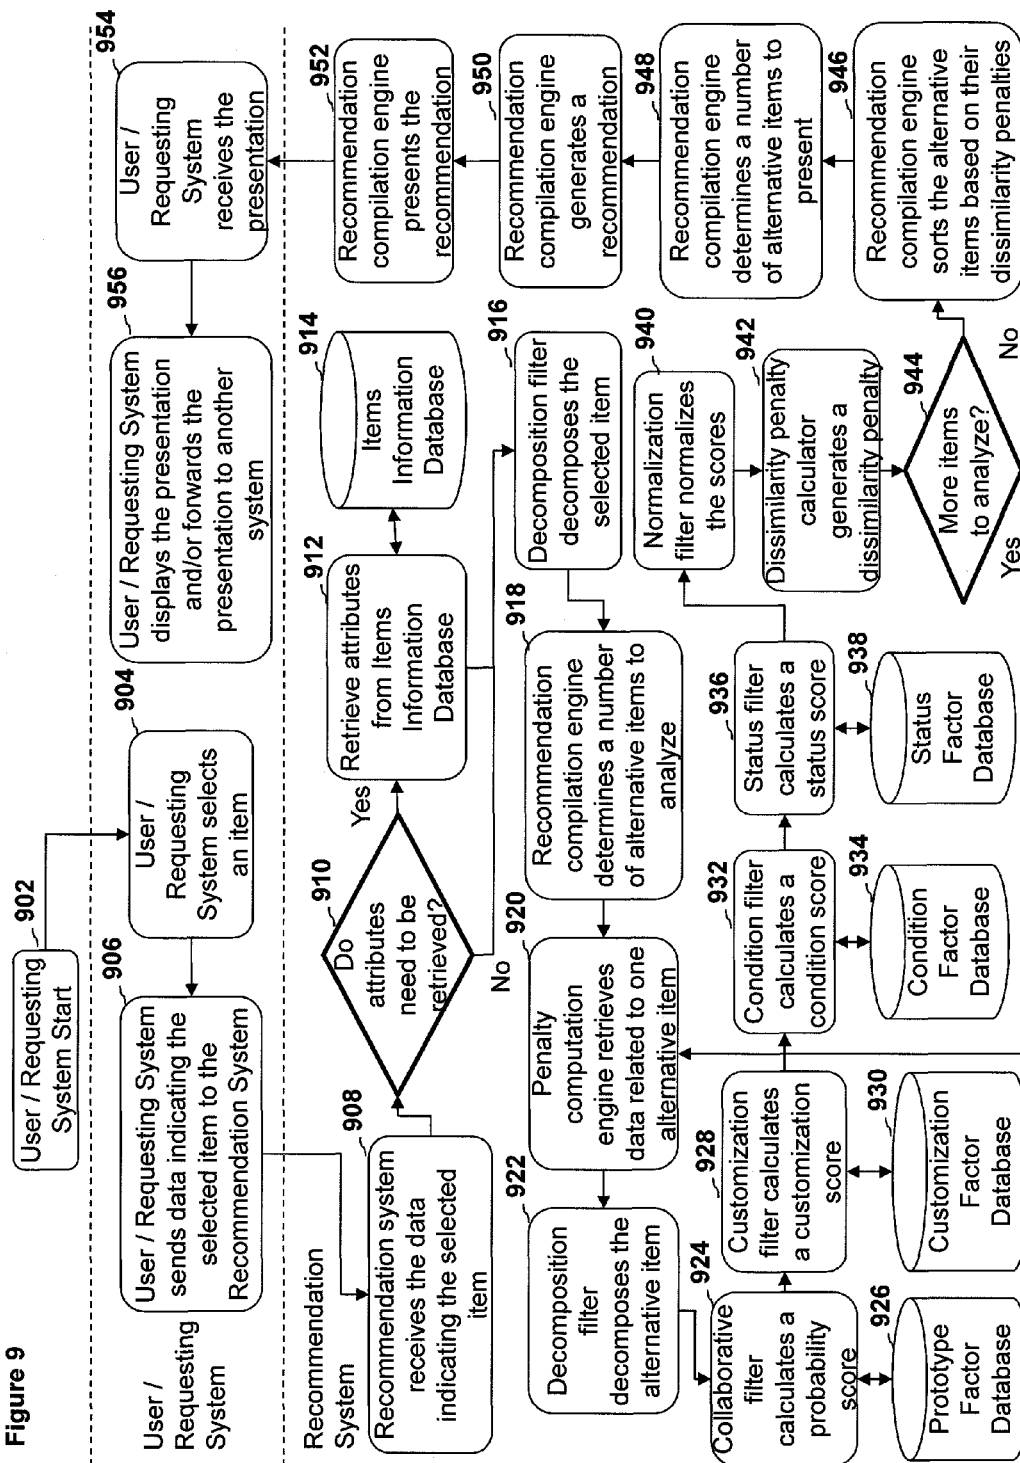 Figure 9
902
User / Requesting
System Start
User /
Requesting
System
904
User /
Requesting
System selects
an item
906
User / Requesting System
sends data indicating the
selected item to the
Recommendation System
954
User /
Requesting
System
receives the
presentation
956
User / Requesting System
displays the presentation
and/or forwards the
presentation to another
system
Recommendation
System
908
Recommendation system
receives the data
indicating the selected
item
910
Do
attributes
need to be
retrieved?
Yes
No
912
Retrieve attributes
from Items
Information
Database
914
Items
Information
Database
916
Decomposition filter
decomposes the
selected item
918
Recommendation
compilation engine
determines a number
of alternative items to
analyze
920
Penalty
computation
engine retrieves
data related to one
alternative item
922
Decomposition
filter
decomposes the
alternative item
924
Collaborative
filter
calculates a
probability
score
926
Prototype
Factor
Database
928
Customization
filter calculates
a customization
score
930
Customization
Factor
Database
932
Condition filter
calculates a
condition score
934
Condition
Factor
Database
936
Status filter
calculates a
status score
938
Status
Factor
Database
940
Normalization
filter normalizes
the scores
942
Dissimilarity penalty
calculator
generates a
dissimilarity penalty
944
More items
to analyze?
Yes
No
946
Recommendation
compilation engine
sorts the alternative
items based on their
dissimilarity penalties
948
Recommendation
compilation engine
determines a number
of alternative items to
present
950
Recommendation
compilation engine
generates a
recommendation
952
Recommendation
compilation engine
presents the
recommendation